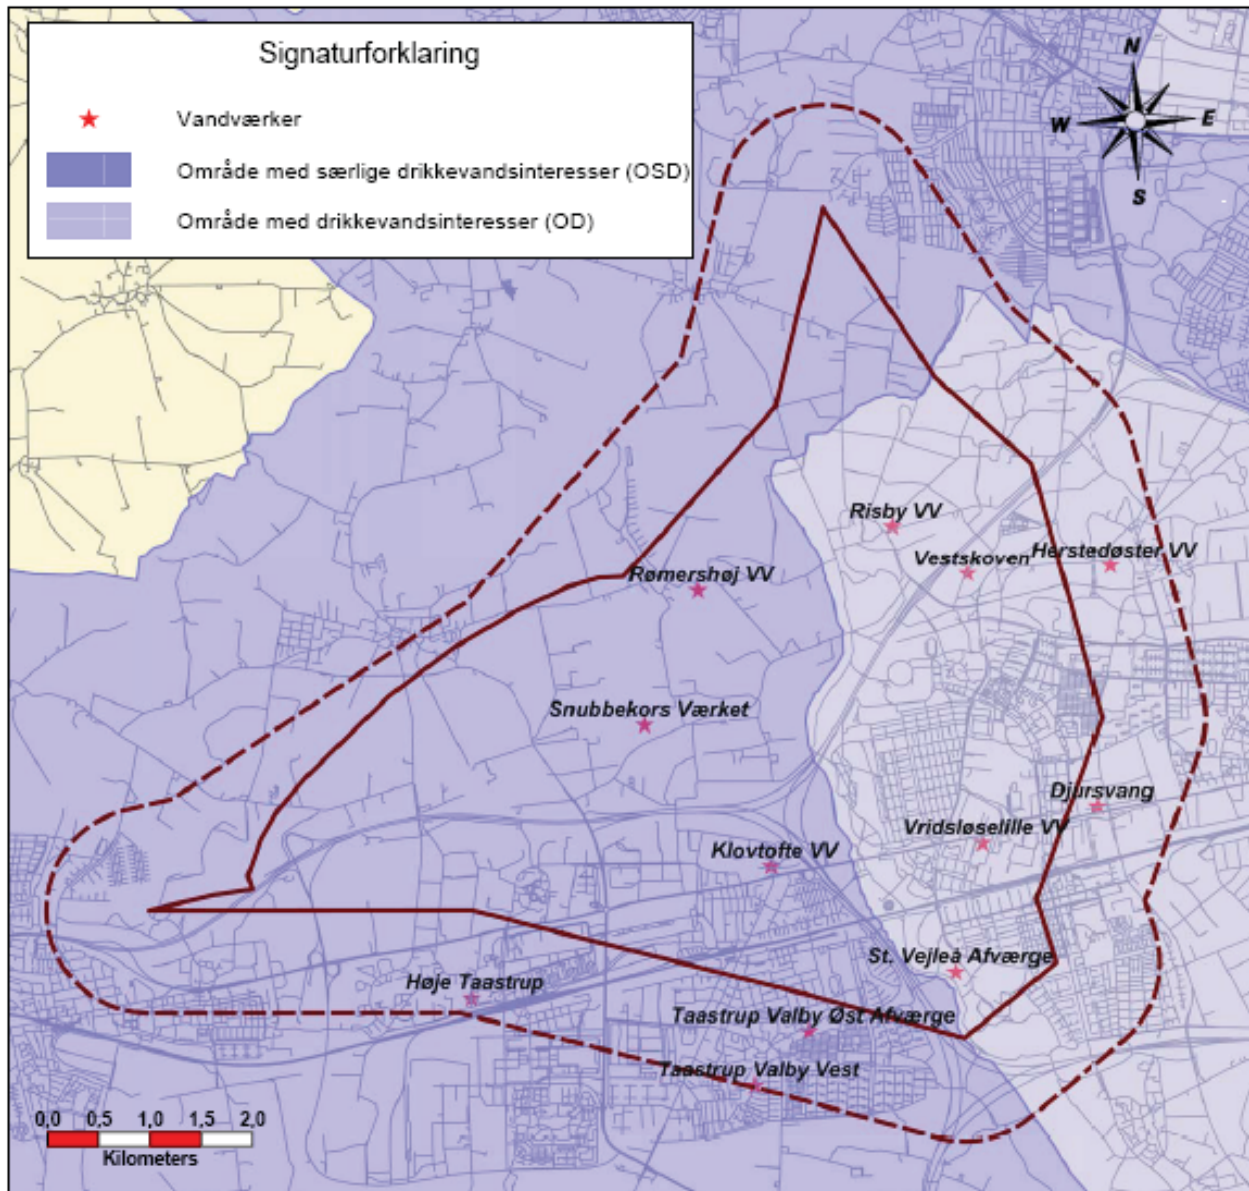 Signaturforklaring
Vandværker
Område med særlige drikkevandsinteresser (OSD)
Område med drikkevandsinteresser (OD)
N
W E
S
Risby VV
Vestskoven
Herstedøster VV
Rømershøj VV
Snubbekors Værket
Djursvang
Vridsløselille VV
Klovtofte VV
St. Vejleå Afværge
Høje Taastrup
Taastrup Valby Øst Afværge
Taastrup Valby Vest
0,0 0,5 1,0 1,5 2,0
Kilometers